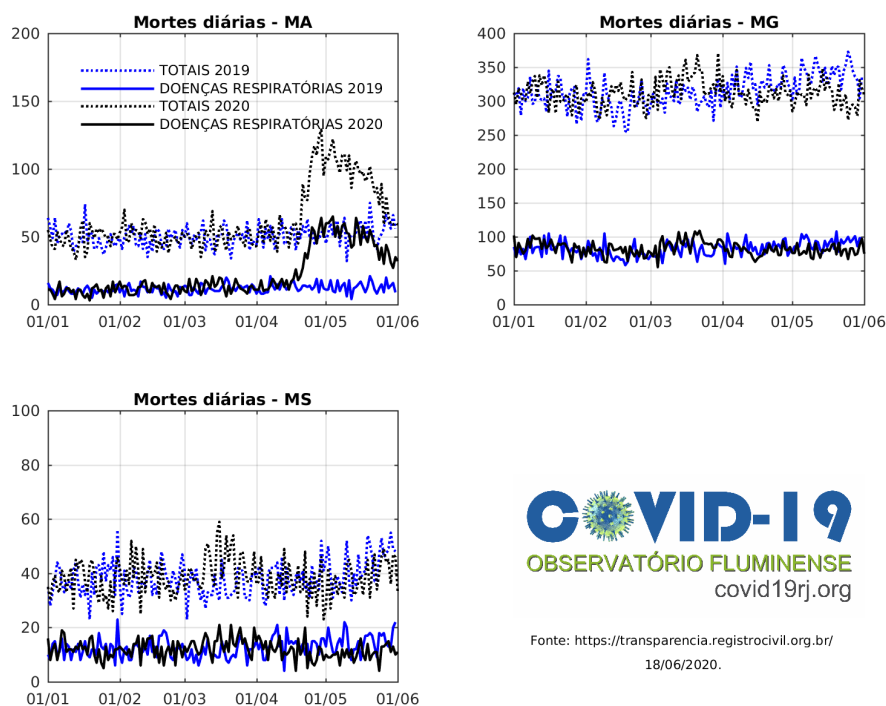 Mortes diárias - MA
200
150
100
50
0
TOTAIS 2019
DOENÇAS RESPIRATÓRIAS 2019
TOTAIS 2020
DOENÇAS RESPIRATÓRIAS 2020
01/01 01/02 01/03 01/04 01/05 01/06
Mortes diárias - MG
400
350
300
250
200
150
100
50
0
01/01 01/02 01/03 01/04 01/05 01/06
Mortes diárias - MS
100
80
60
40
20
0
01/01 01/02 01/03 01/04 01/05 01/06
COVID-19
OBSERVATÓRIO FLUMINENSE
covid19rj.org
Fonte: https://transparencia.registrocivil.org.br/
18/06/2020.